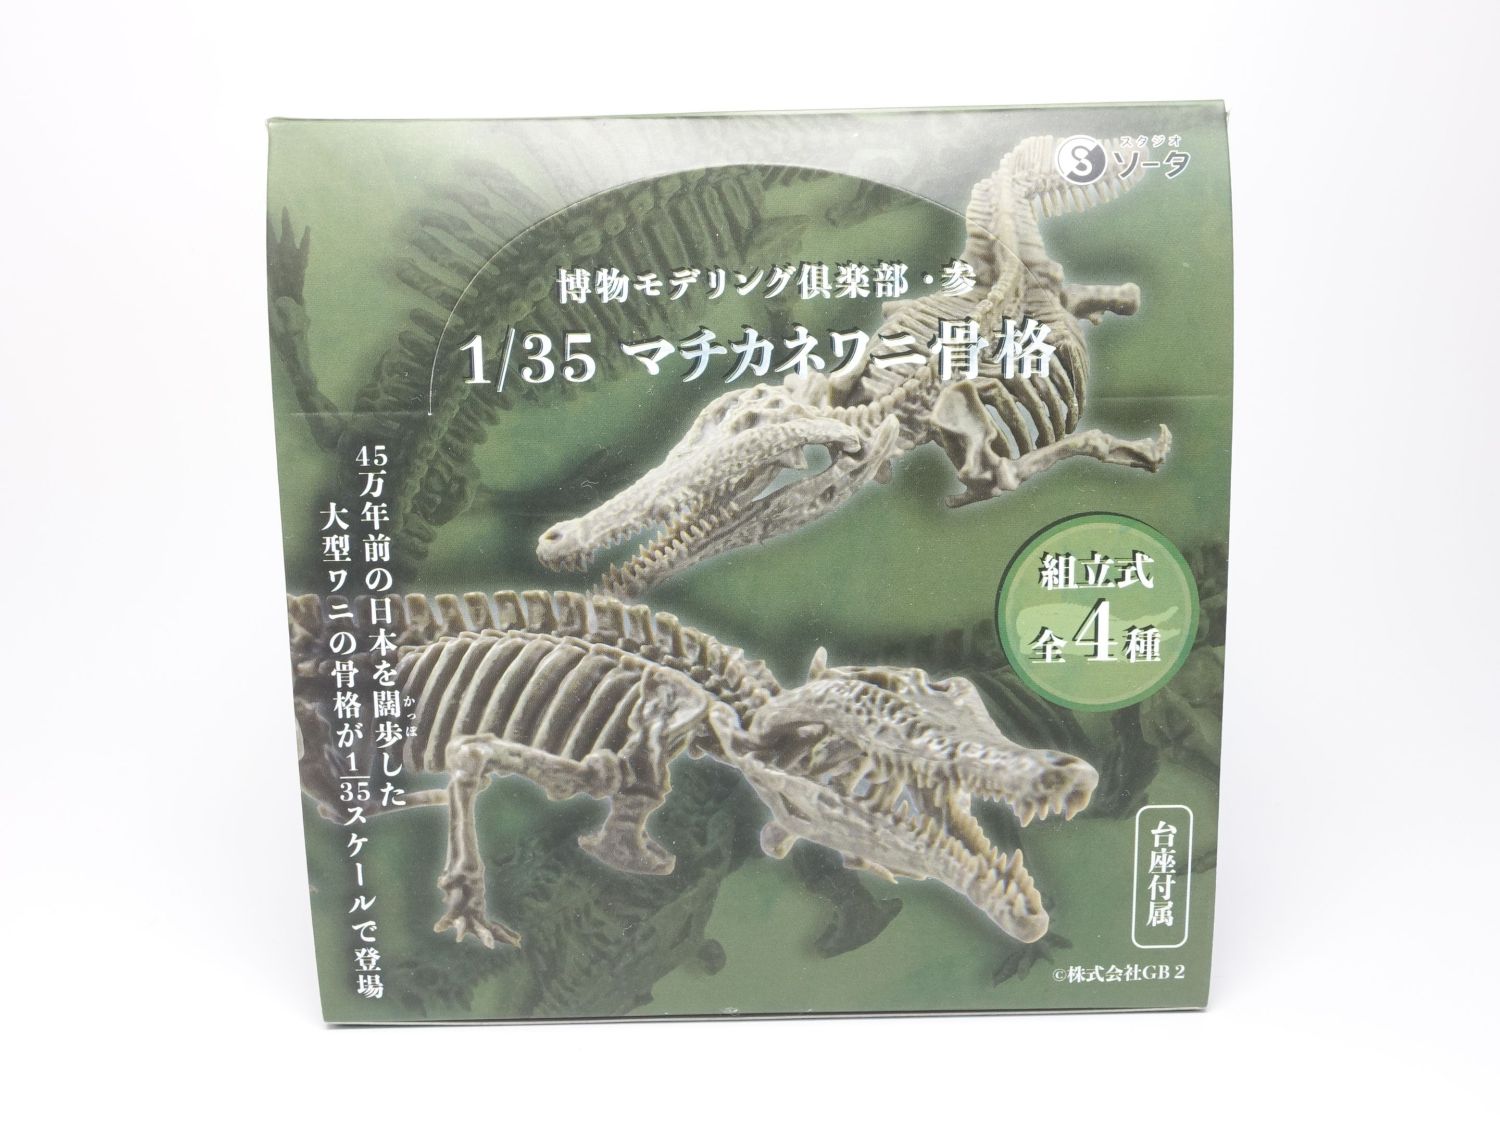 スタジオ
ソータ
博物モデリング倶楽部・参
1/35 マチカネワニ骨格
45万年前の日本を闊歩した
かっぽ
大型ワニの骨格が1/35スケールで登場
組立式
全4種
台座付属
©株式会社GB2